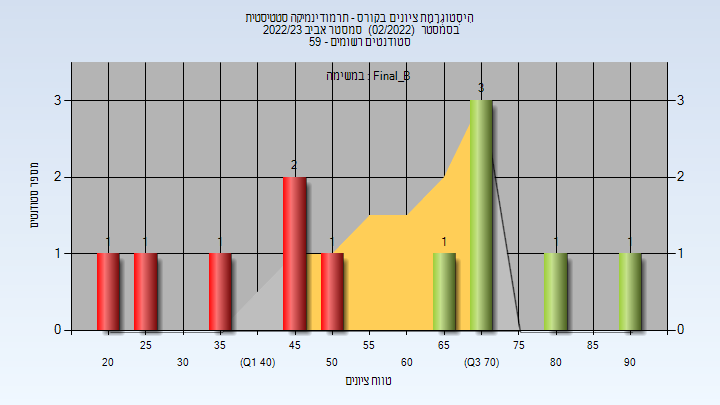 היסטוגרמת ציונים בקורס - תרמודינמיקה סטטיסטית
בסמסטר (02/2022) סמסטר אביב 2022/23
סטודנטים רשומים - 59
במשימה : Final_B
מספר סטודנטים
3 3
2 2
1 1
0 0
1 1 1 2 1 1 3 1 1
25 35 45 55 65 75 85
20 30 (Q1 40) 50 60 (Q3 70) 80 90
טווח ציונים